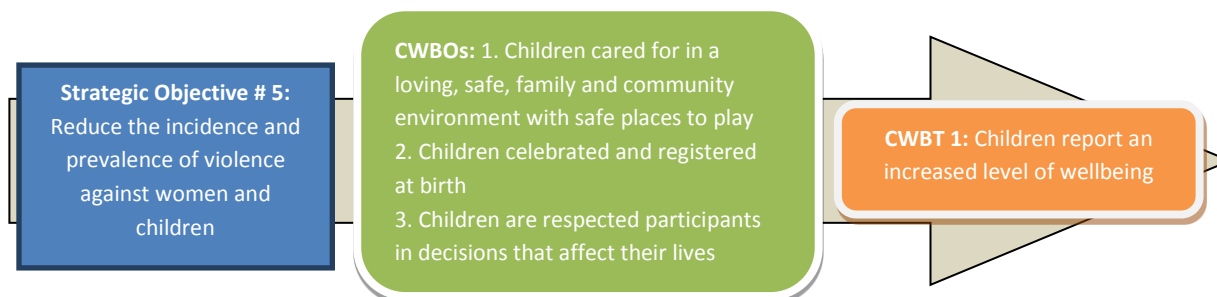 Strategic Objective # 5:
Reduce the incidence and
prevalence of violence
against women and
children
CWBOs: 1. Children cared for in a
loving, safe, family and community
environment with safe places to play
2. Children celebrated and registered
at birth
3. Children are respected participants
in decisions that affect their lives
CWBT 1: Children report an
increased level of wellbeing